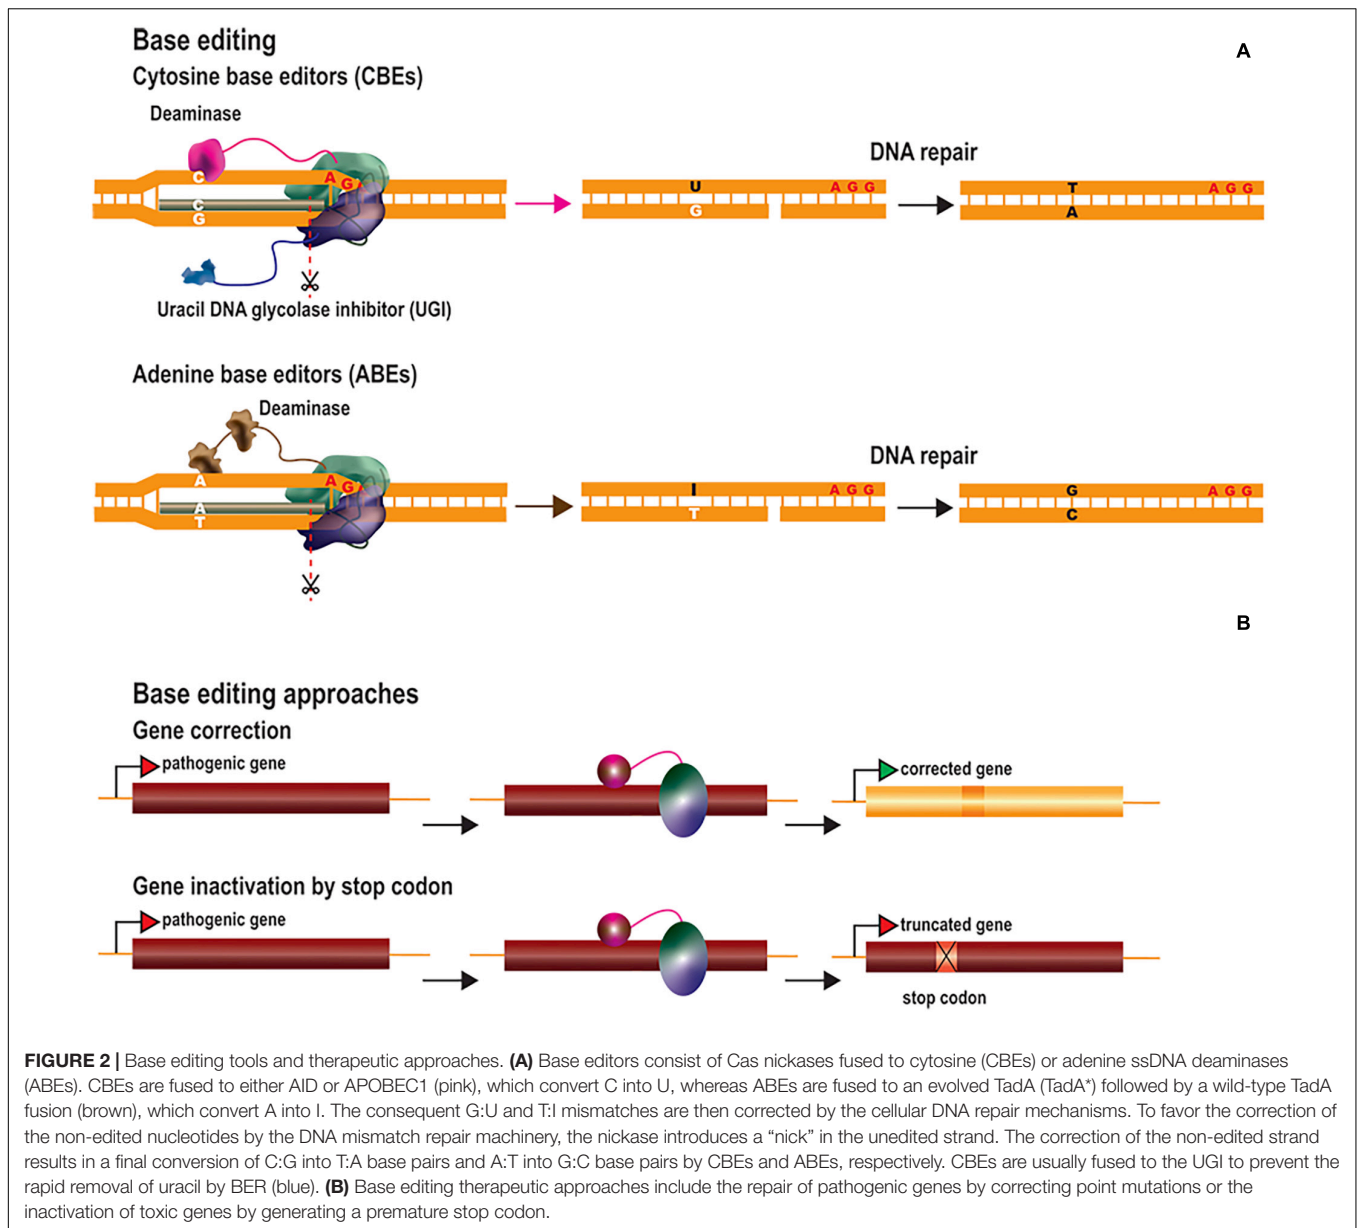 Base editing
A
Cytosine base editors (CBEs)
Deaminase
DNA repair
C
A
G
U
A G G
T
A G G
C
G
G
A
Uracil DNA glycolase inhibitor (UGI)
Adenine base editors (ABEs)
Deaminase
DNA repair
A
A
G
I
A G G
G
A G G
A
T
T
C
B
Base editing approaches
Gene correction
pathogenic gene
corrected gene
Gene inactivation by stop codon
pathogenic gene
truncated gene
stop codon
FIGURE 2 | Base editing tools and therapeutic approaches. (A) Base editors consist of Cas nickases fused to cytosine (CBEs) or adenine ssDNA deaminases
(ABEs). CBEs are fused to either AID or APOBEC1 (pink), which convert C into U, whereas ABEs are fused to an evolved TadA (TadA*) followed by a wild-type TadA
fusion (brown), which convert A into I. The consequent G:U and T:I mismatches are then corrected by the cellular DNA repair mechanisms. To favor the correction of
the non-edited nucleotides by the DNA mismatch repair machinery, the nickase introduces a “nick” in the unedited strand. The correction of the non-edited strand
results in a final conversion of C:G into T:A base pairs and A:T into G:C base pairs by CBEs and ABEs, respectively. CBEs are usually fused to the UGI to prevent the
rapid removal of uracil by BER (blue). (B) Base editing therapeutic approaches include the repair of pathogenic genes by correcting point mutations or the
inactivation of toxic genes by generating a premature stop codon.